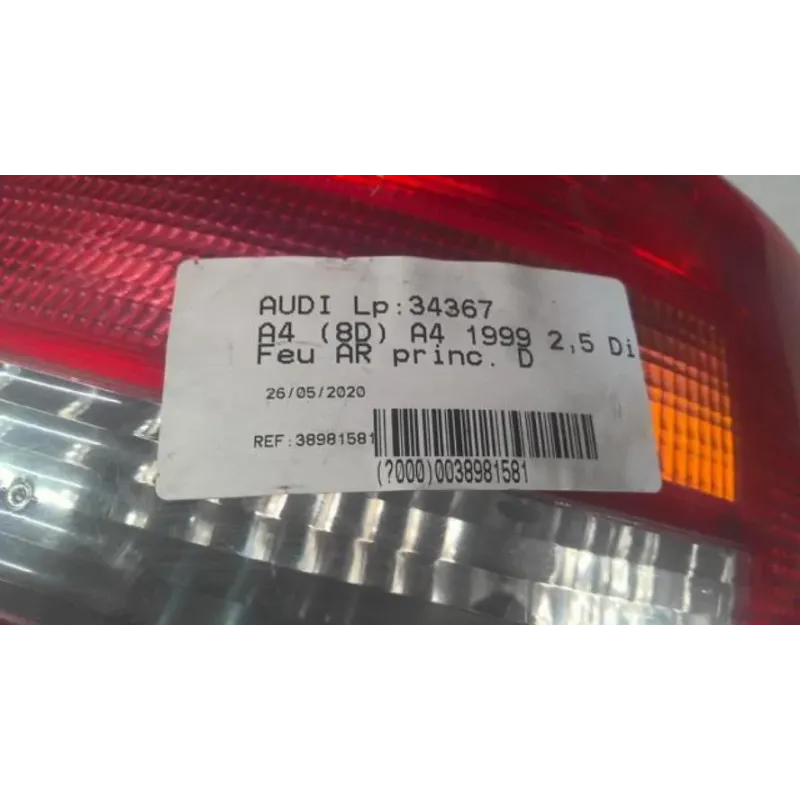 AUDI Lp:34367
A4 (8D) A4 1999 2,5 Di
Feu AR princ. D
26/05/2020
REF:38981581
(?000)0038981581